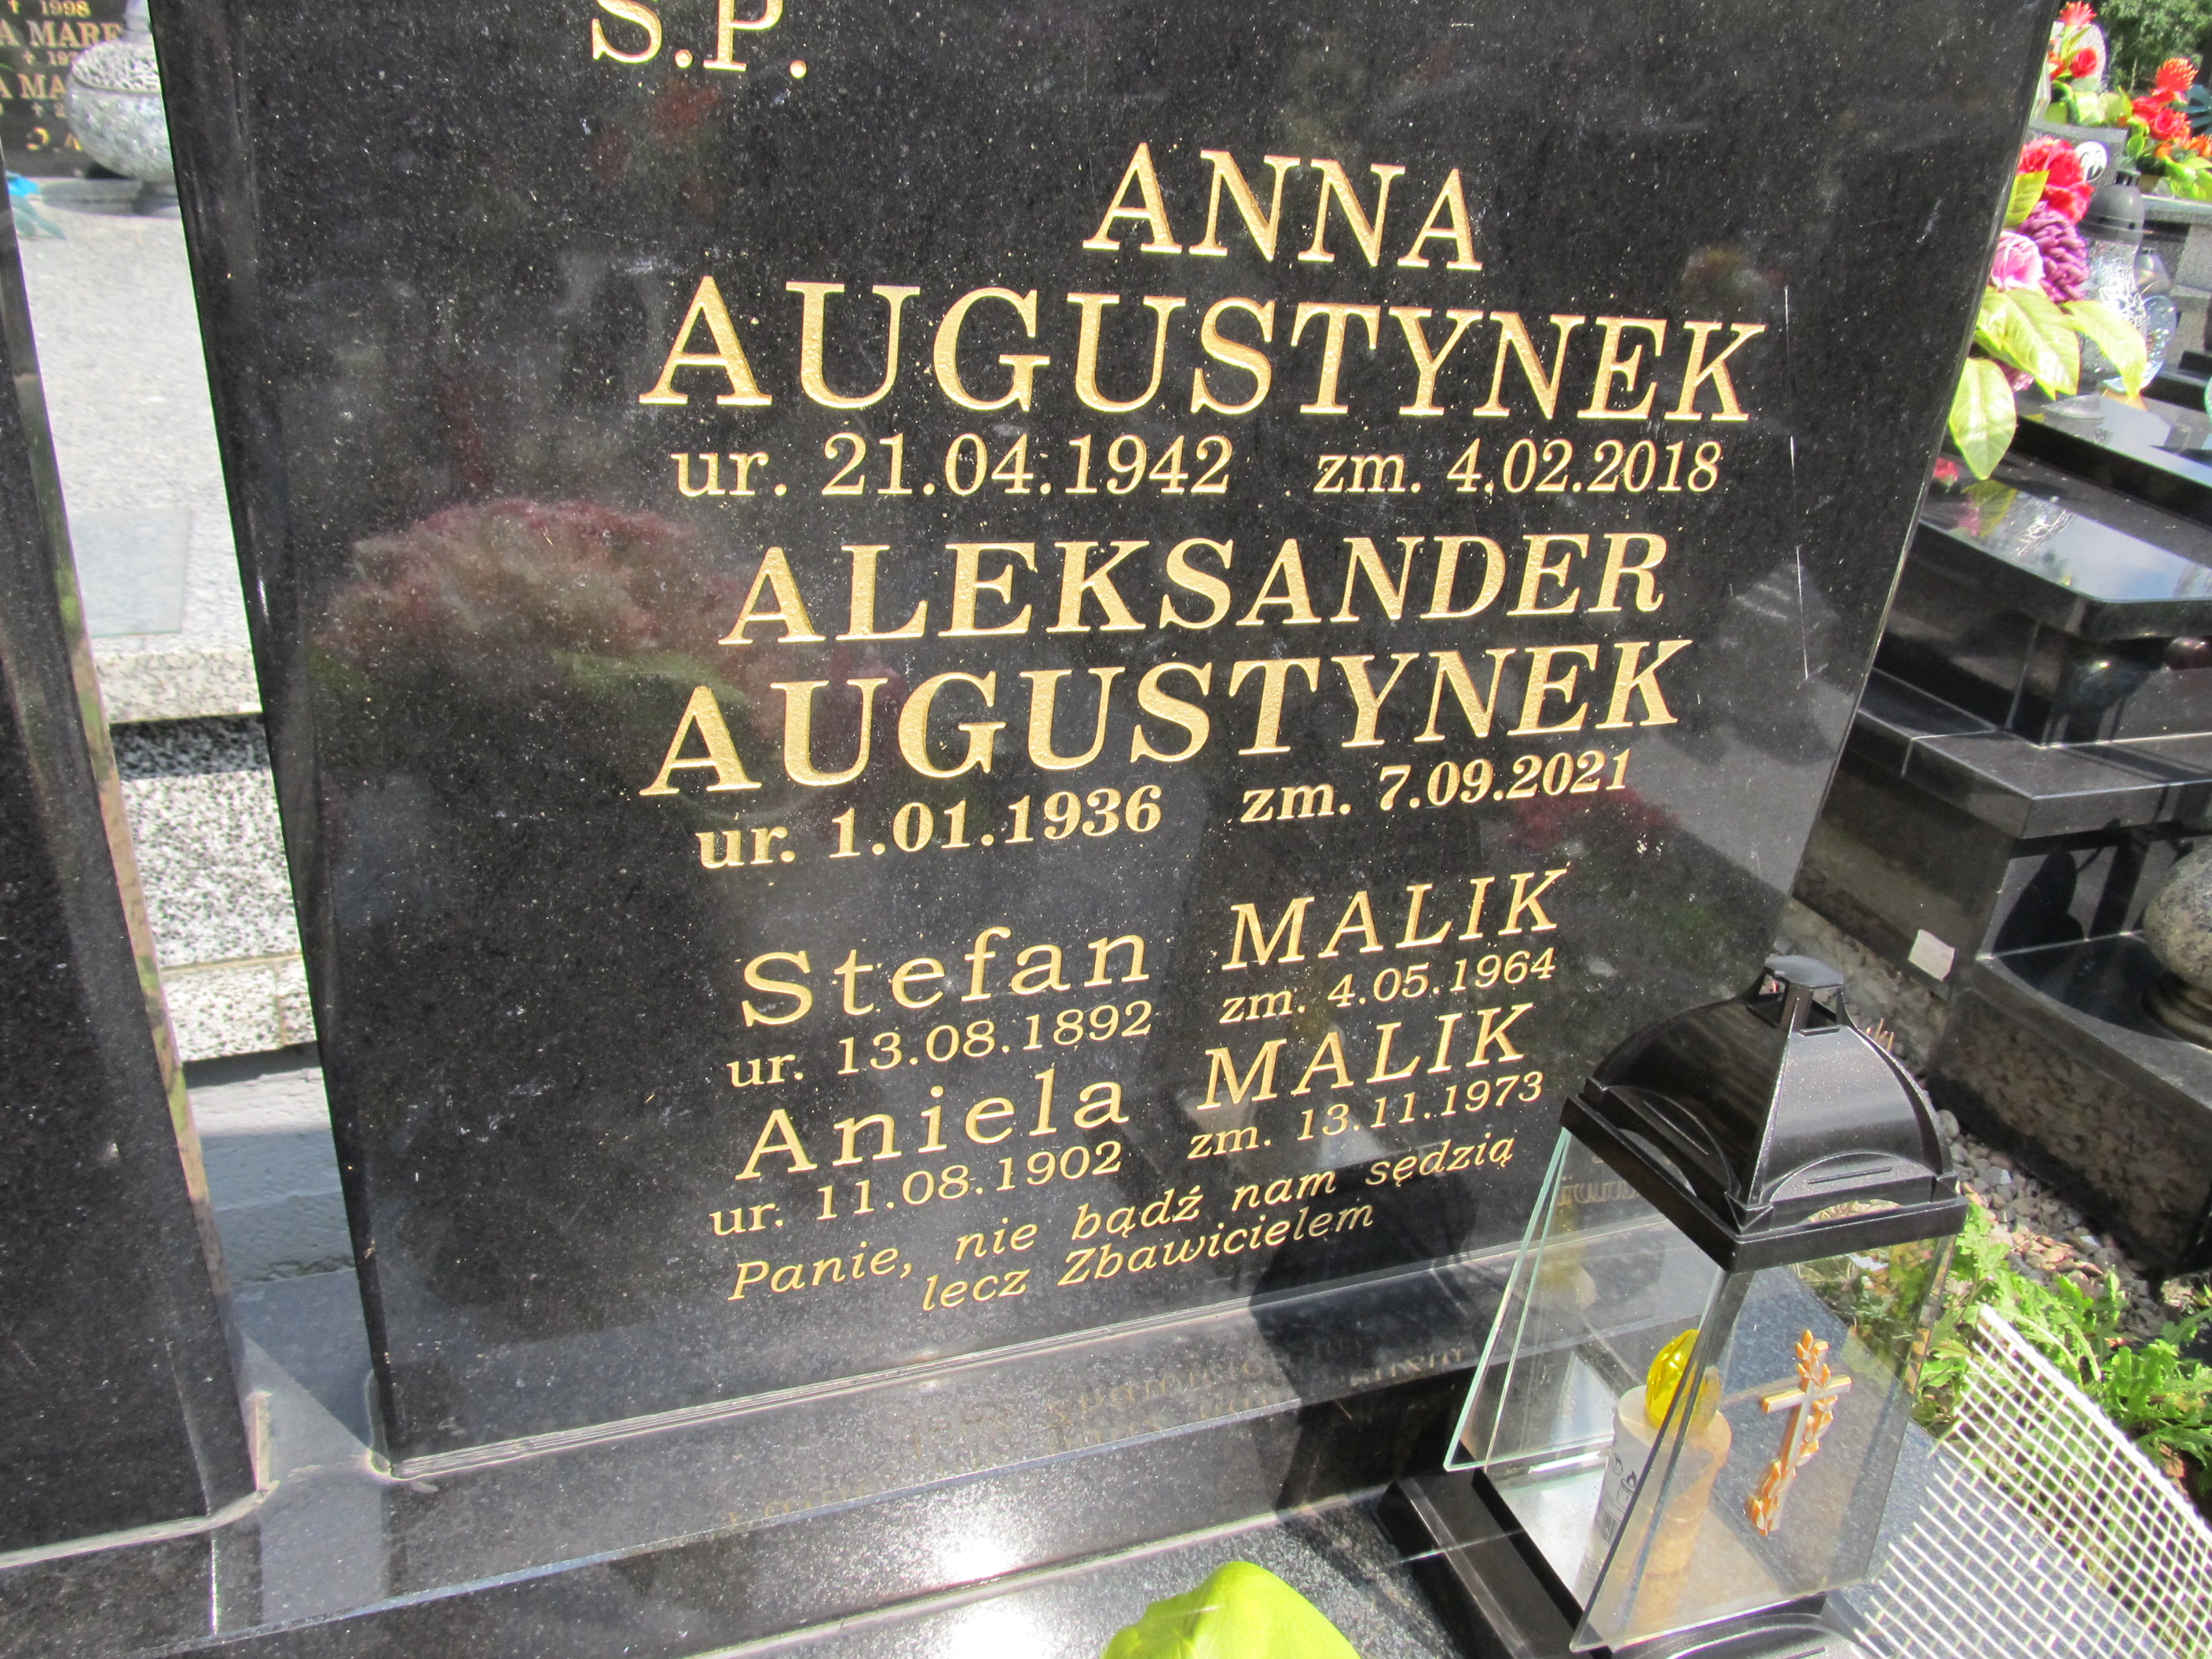 Ś.P.
ANNA
AUGUSTYNEK
ur. 21.04.1942 zm. 4.02.2018
ALEKSANDER
AUGUSTYNEK
ur. 1.01.1936 zm. 7.09.2021
Stefan MALIK
ur. 13.08.1892 zm. 4.05.1964
Aniela MALIK
ur. 11.08.1902 zm. 13.11.1973
Panie, nie bądź nam sędzią
lecz Zbawicielem
† 1998